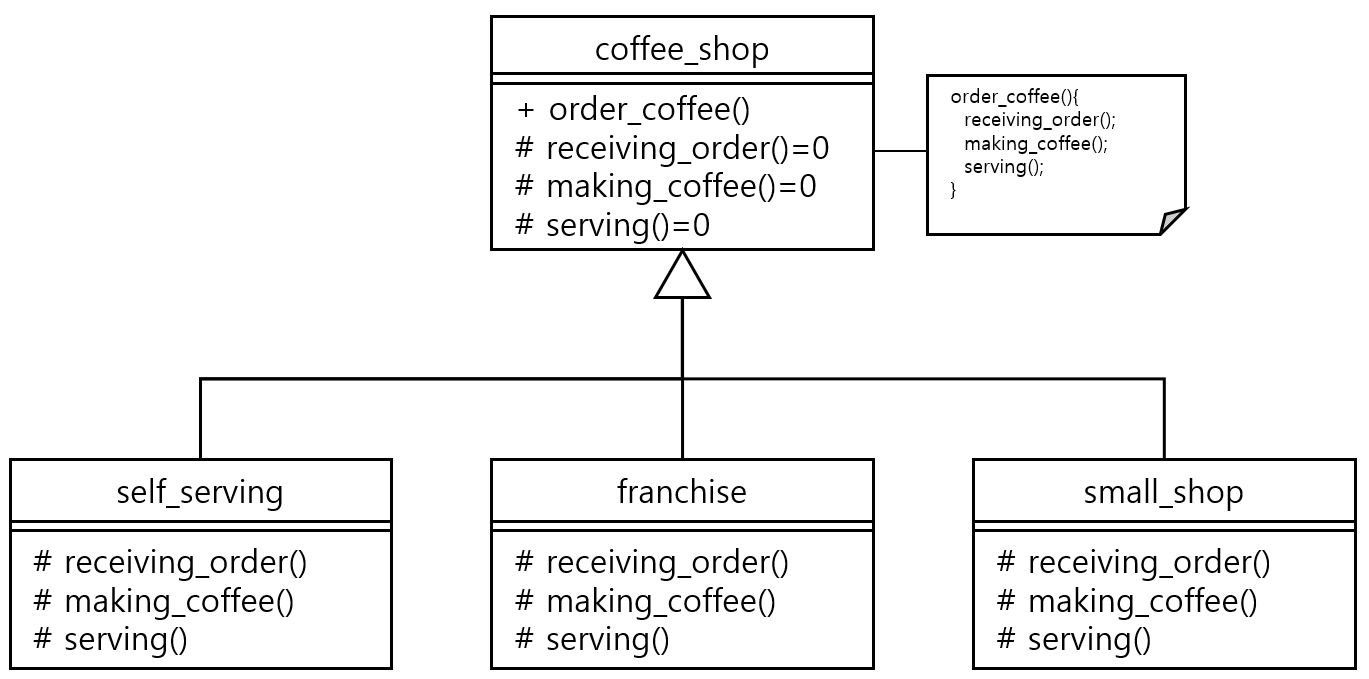 coffee_shop
+ order_coffee()
# receiving_order()=0
# making_coffee()=0
# serving()=0
order_coffee(){
receiving_order();
making_coffee();
serving();
}
self_serving
# receiving_order()
# making_coffee()
# serving()
franchise
# receiving_order()
# making_coffee()
# serving()
small_shop
# receiving_order()
# making_coffee()
# serving()